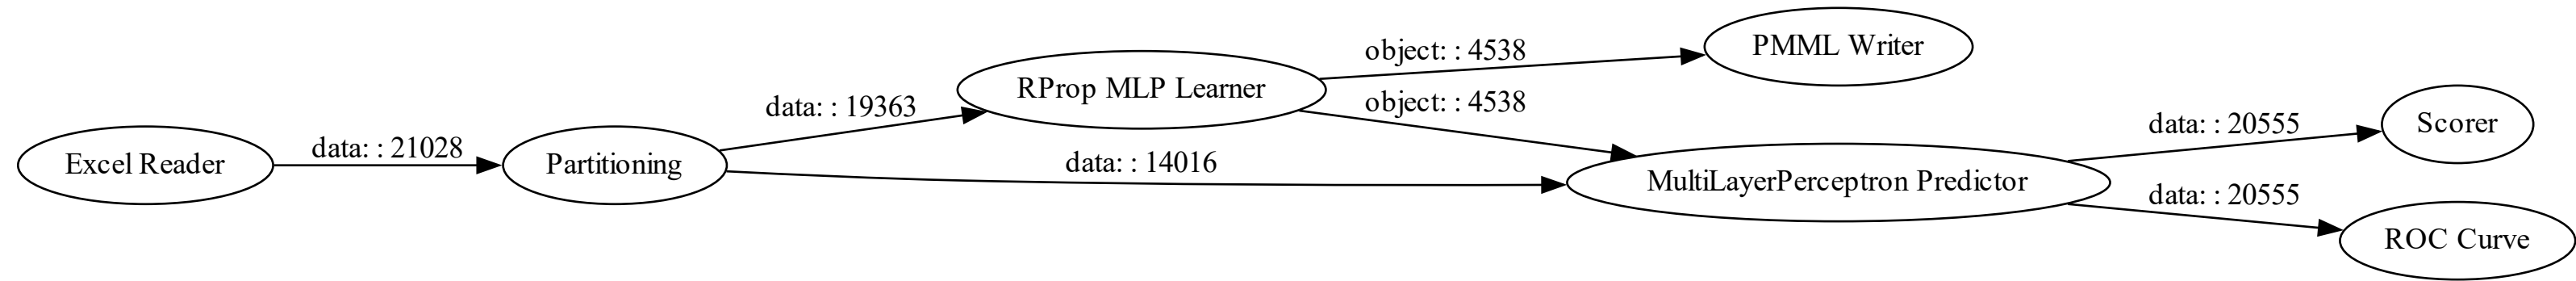 Excel Reader
data: : 21028
Partitioning
data: : 19363
data: : 14016
RProp MLP Learner
object: : 4538
object: : 4538
PMML Writer
MultiLayerPerceptron Predictor
data: : 20555
data: : 20555
Scorer
ROC Curve